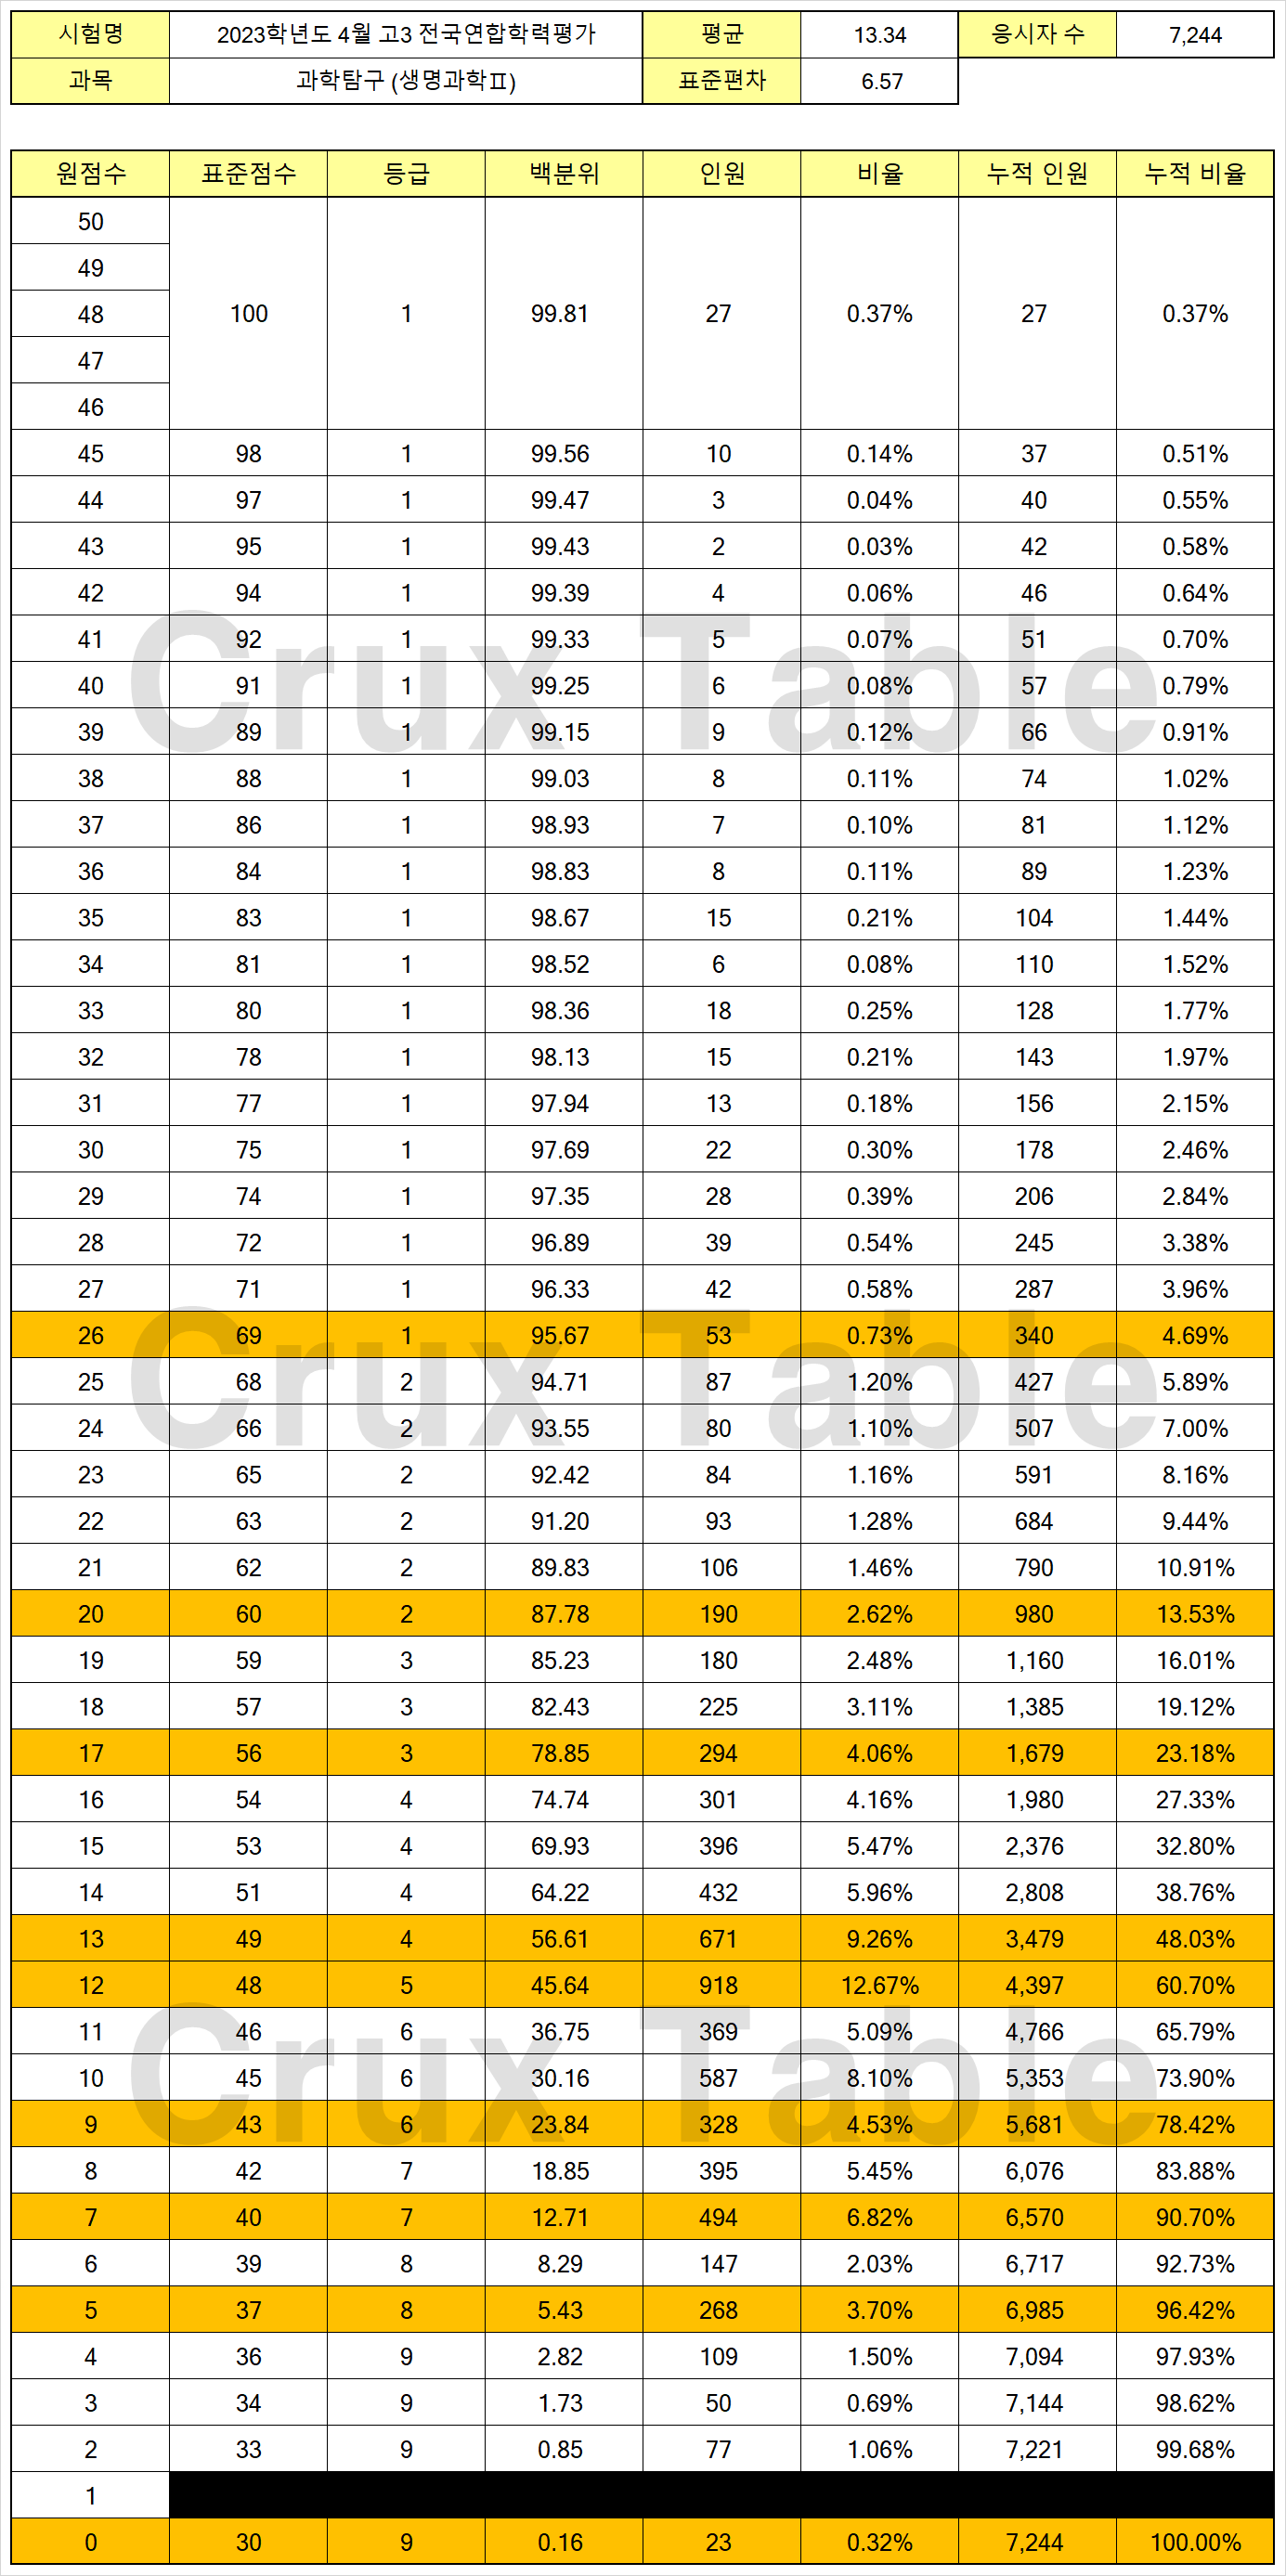 시험명 2023학년도 4월 고3 전국연합학력평가 평균 13.34 응시자 수 7,244
과목 과학탐구 (생명과학Ⅱ) 표준편차 6.57
원점수 표준점수 등급 백분위 인원 비율 누적 인원 누적 비율
50
49
48 100 1 99.81 27 0.37% 27 0.37%
47
46
45 98 1 99.56 10 0.14% 37 0.51%
44 97 1 99.47 3 0.04% 40 0.55%
43 95 1 99.43 2 0.03% 42 0.58%
42 94 1 99.39 4 0.06% 46 0.64%
Crux Table
41 92 1 99.33 5 0.07% 51 0.70%
40 91 1 99.25 6 0.08% 57 0.79%
39 89 1 99.15 9 0.12% 66 0.91%
38 88 1 99.03 8 0.11% 74 1.02%
37 86 1 98.93 7 0.10% 81 1.12%
36 84 1 98.83 8 0.11% 89 1.23%
35 83 1 98.67 15 0.21% 104 1.44%
34 81 1 98.52 6 0.08% 110 1.52%
33 80 1 98.36 18 0.25% 128 1.77%
32 78 1 98.13 15 0.21% 143 1.97%
31 77 1 97.94 13 0.18% 156 2.15%
30 75 1 97.69 22 0.30% 178 2.46%
29 74 1 97.35 28 0.39% 206 2.84%
28 72 1 96.89 39 0.54% 245 3.38%
27 71 1 96.33 42 0.58% 287 3.96%
26 69 1 95.67 53 0.73% 340 4.69%
Crux Table
25 68 2 94.71 87 1.20% 427 5.89%
24 66 2 93.55 80 1.10% 507 7.00%
23 65 2 92.42 84 1.16% 591 8.16%
22 63 2 91.20 93 1.28% 684 9.44%
21 62 2 89.83 106 1.46% 790 10.91%
20 60 2 87.78 190 2.62% 980 13.53%
19 59 3 85.23 180 2.48% 1,160 16.01%
18 57 3 82.43 225 3.11% 1,385 19.12%
17 56 3 78.85 294 4.06% 1,679 23.18%
16 54 4 74.74 301 4.16% 1,980 27.33%
15 53 4 69.93 396 5.47% 2,376 32.80%
14 51 4 64.22 432 5.96% 2,808 38.76%
13 49 4 56.61 671 9.26% 3,479 48.03%
12 48 5 45.64 918 12.67% 4,397 60.70%
11 46 6 36.75 369 5.09% 4,766 65.79%
Crux Table
10 45 6 30.16 587 8.10% 5,353 73.90%
9 43 6 23.84 328 4.53% 5,681 78.42%
8 42 7 18.85 395 5.45% 6,076 83.88%
7 40 7 12.71 494 6.82% 6,570 90.70%
6 39 8 8.29 147 2.03% 6,717 92.73%
5 37 8 5.43 268 3.70% 6,985 96.42%
4 36 9 2.82 109 1.50% 7,094 97.93%
3 34 9 1.73 50 0.69% 7,144 98.62%
2 33 9 0.85 77 1.06% 7,221 99.68%
1
0 30 9 0.16 23 0.32% 7,244 100.00%